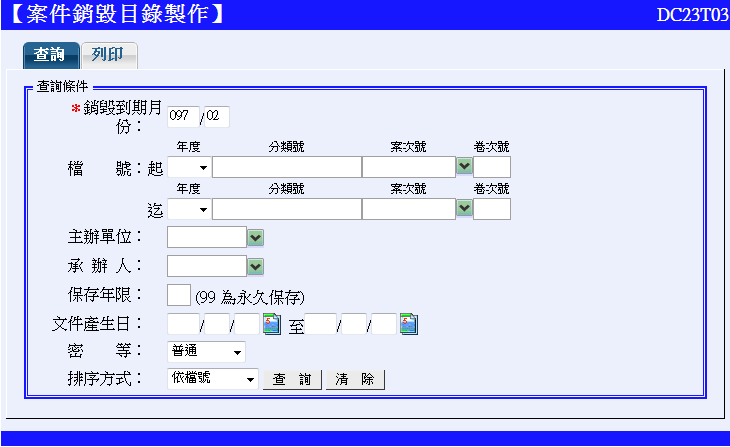 【案件銷毀目錄製作】 DC23T03
查詢 列印
查詢條件
*銷毀到期月份： 097/02
年度 分類號 案次號 卷次號
檔 號：起
年度 分類號 案次號 卷次號
迄
主辦單位：
承 辦 人：
保存年限： (99 為永久保存)
文件產生日： / / 至 / /
密 等： 普通
排序方式： 依檔號 查 詢 清 除